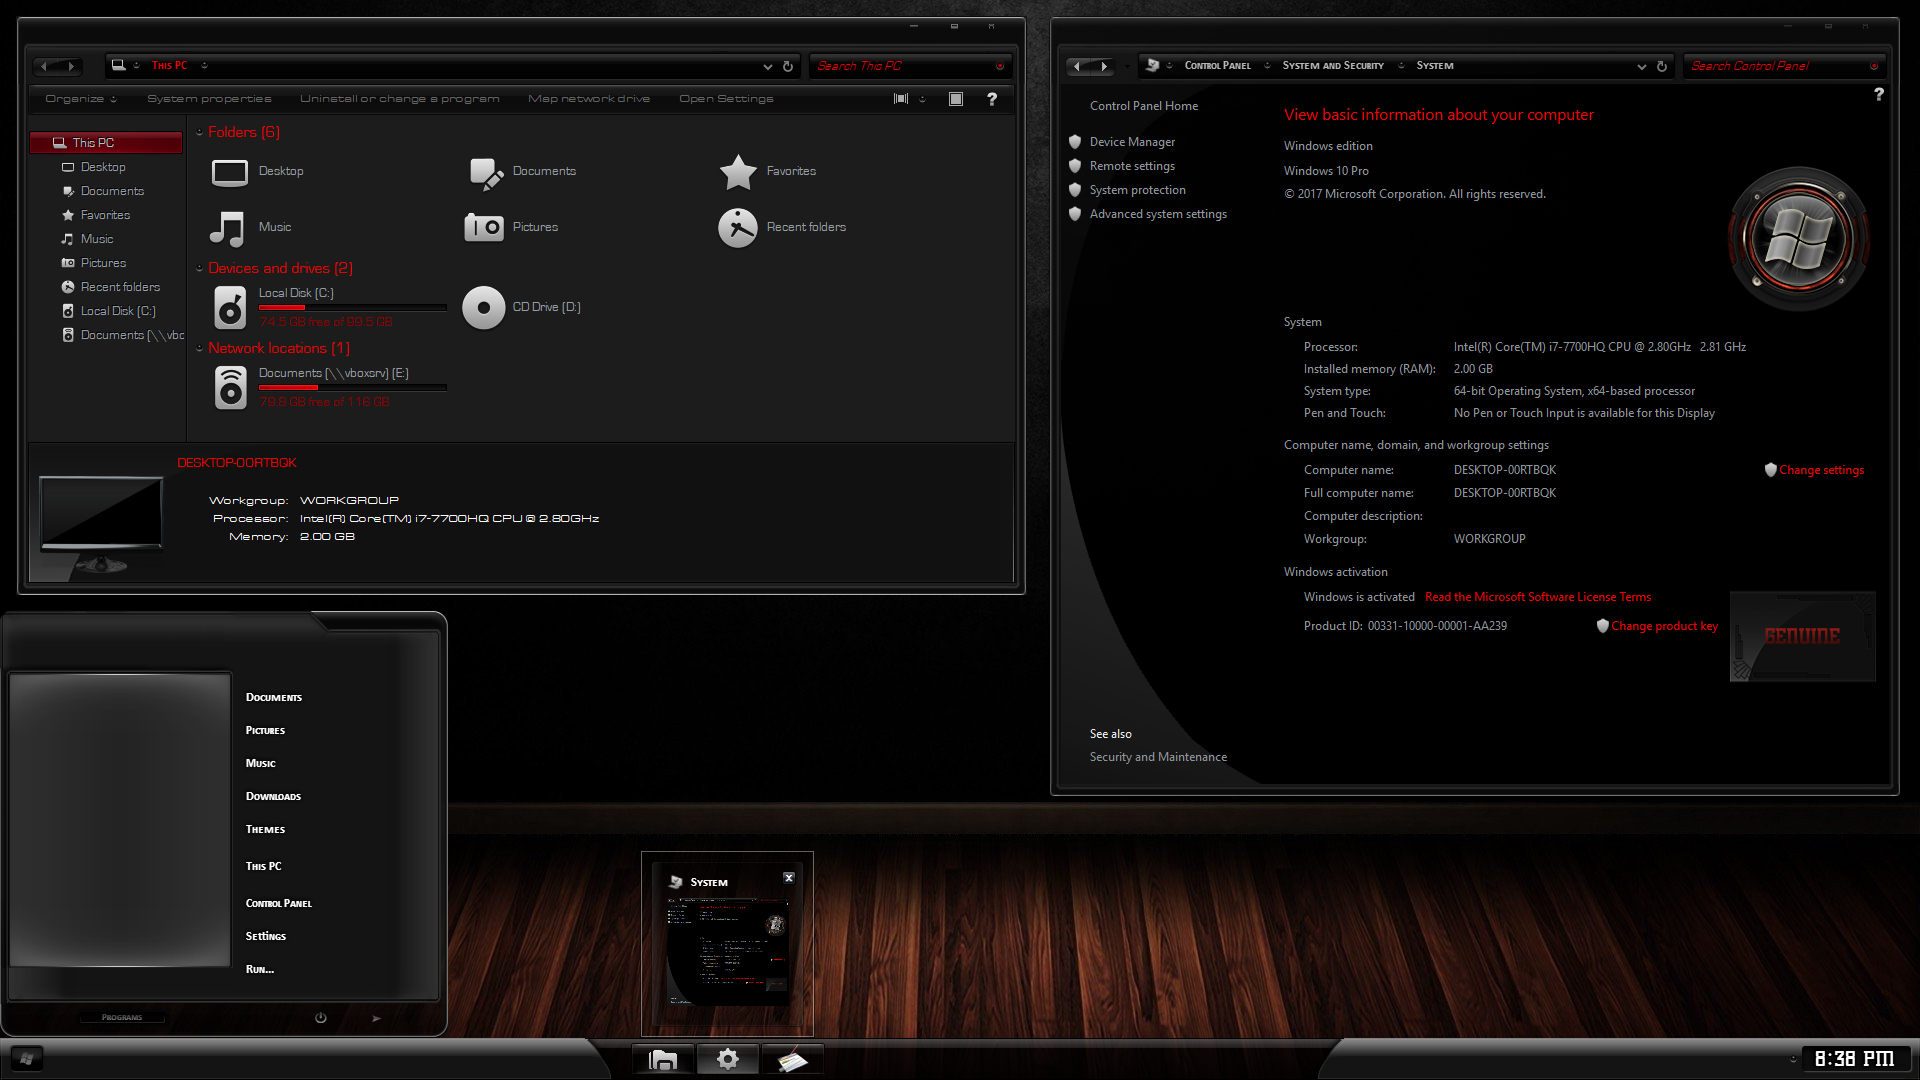 This PC
Search This PC
Organize
System properties
Uninstall or change a program
Map network drive
Open Settings
?
This PC
Desktop
Documents
Favorites
Music
Pictures
Recent folders
Local Disk (C:)
Documents (\\vbo
Folders (6)
Desktop
Documents
Favorites
Music
Pictures
Recent folders
Devices and drives (2)
Local Disk (C:)
74.5 GB free of 99.5 GB
CD Drive (D:)
Network locations (1)
Documents (\\vboxsrv) (E:)
DESKTOP-00RTBQK
Workgroup: WORKGROUP
Processor: Intel(R) Core(TM) i7-7700HQ CPU @ 2.80GHz
Memory: 2.00 GB
Control Panel
System and Security
System
Search Control Panel
?
Control Panel Home
Device Manager
Remote settings
System protection
Advanced system settings
See also
Security and Maintenance
View basic information about your computer
Windows edition
Windows 10 Pro
© 2017 Microsoft Corporation. All rights reserved.
System
Processor: Intel(R) Core(TM) i7-7700HQ CPU @ 2.80GHz 2.81 GHz
Installed memory (RAM): 2.00 GB
System type: 64-bit Operating System, x64-based processor
Pen and Touch: No Pen or Touch Input is available for this Display
Computer name, domain, and workgroup settings
Computer name: DESKTOP-00RTBQK
Change settings
Full computer name: DESKTOP-00RTBQK
Computer description:
Workgroup: WORKGROUP
Windows activation
Windows is activated Read the Microsoft Software License Terms
Product ID: 00331-10000-00001-AA239
Change product key
GENUINE
Documents
Pictures
Music
Downloads
Themes
This PC
Control Panel
Settings
Run...
Programs
System
8:38 PM